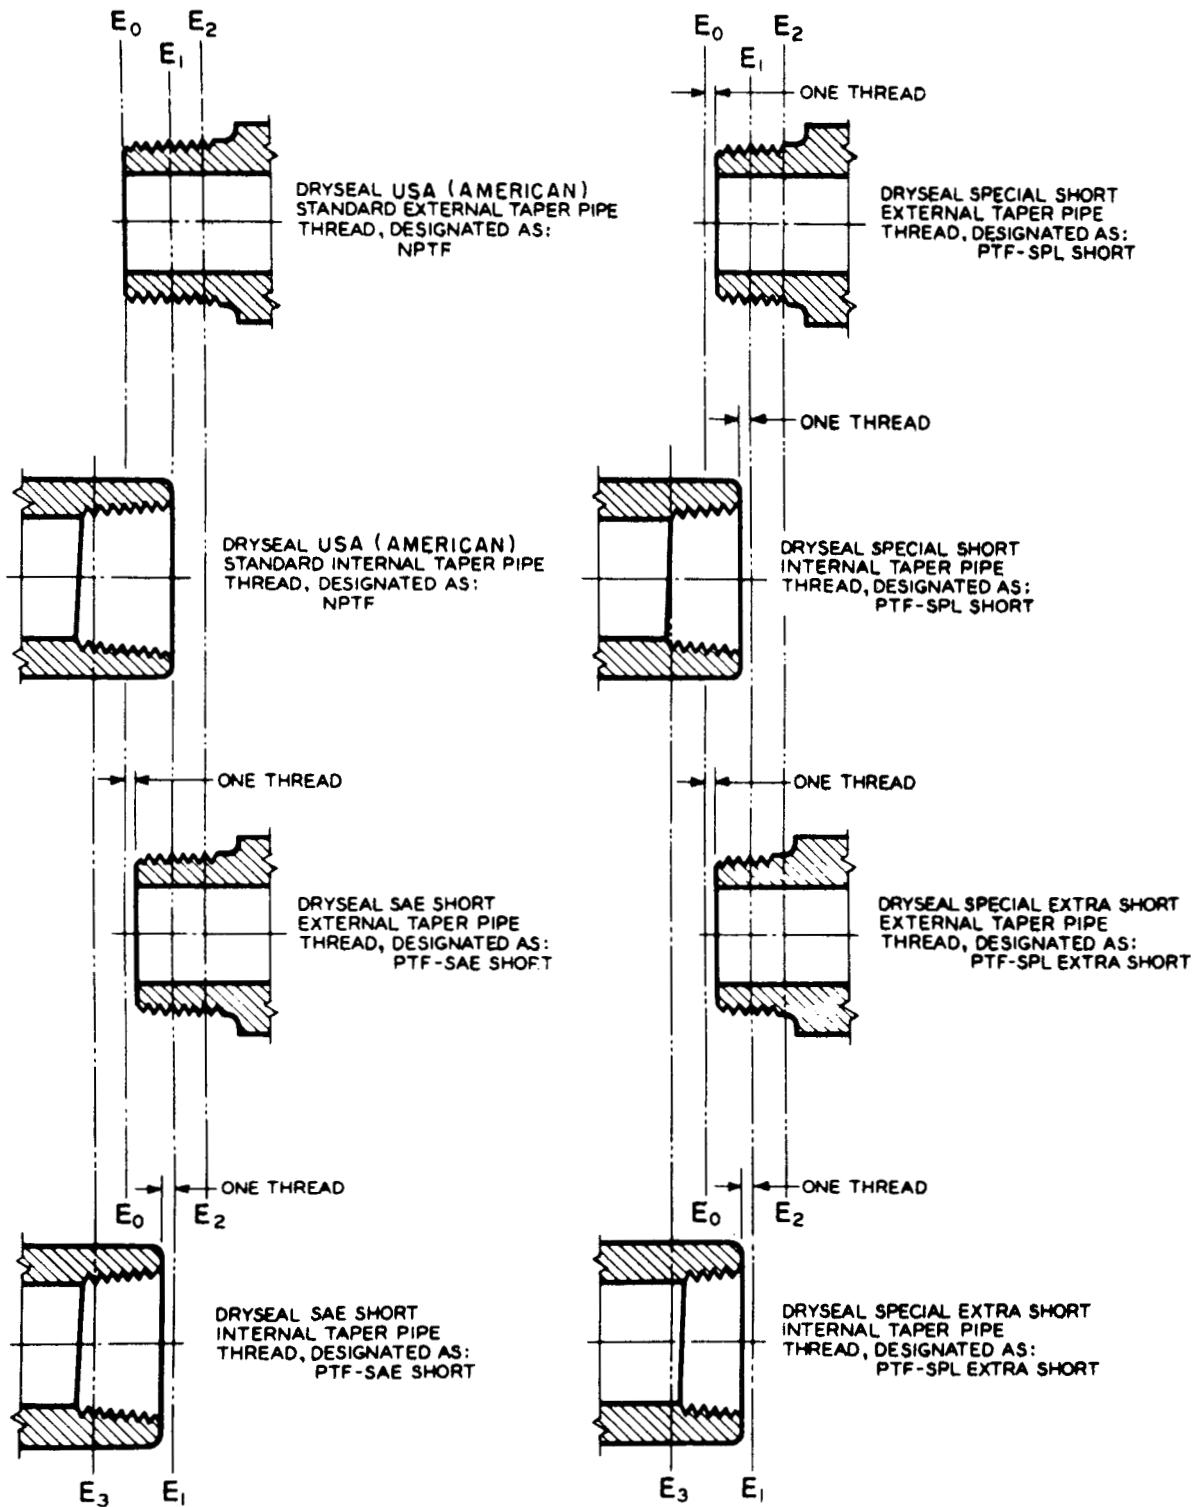 E0
E2
E1
DRYSEAL USA (AMERICAN)
STANDARD EXTERNAL TAPER PIPE
THREAD, DESIGNATED AS:
NPTF
E0
E2
E1
ONE THREAD
DRYSEAL SPECIAL SHORT
EXTERNAL TAPER PIPE
THREAD, DESIGNATED AS:
PTF-SPL SHORT
DRYSEAL USA (AMERICAN)
STANDARD INTERNAL TAPER PIPE
THREAD, DESIGNATED AS:
NPTF
ONE THREAD
DRYSEAL SPECIAL SHORT
INTERNAL TAPER PIPE
THREAD, DESIGNATED AS:
PTF-SPL SHORT
ONE THREAD
DRYSEAL SAE SHORT
EXTERNAL TAPER PIPE
THREAD, DESIGNATED AS:
PTF-SAE SHORT
ONE THREAD
DRYSEAL SPECIAL EXTRA SHORT
EXTERNAL TAPER PIPE
THREAD, DESIGNATED AS:
PTF-SPL EXTRA SHORT
ONE THREAD
E0
E2
DRYSEAL SAE SHORT
INTERNAL TAPER PIPE
THREAD, DESIGNATED AS:
PTF-SAE SHORT
E3
E1
ONE THREAD
E0
E2
DRYSEAL SPECIAL EXTRA SHORT
INTERNAL TAPER PIPE
THREAD, DESIGNATED AS:
PTF-SPL EXTRA SHORT
E3
E1